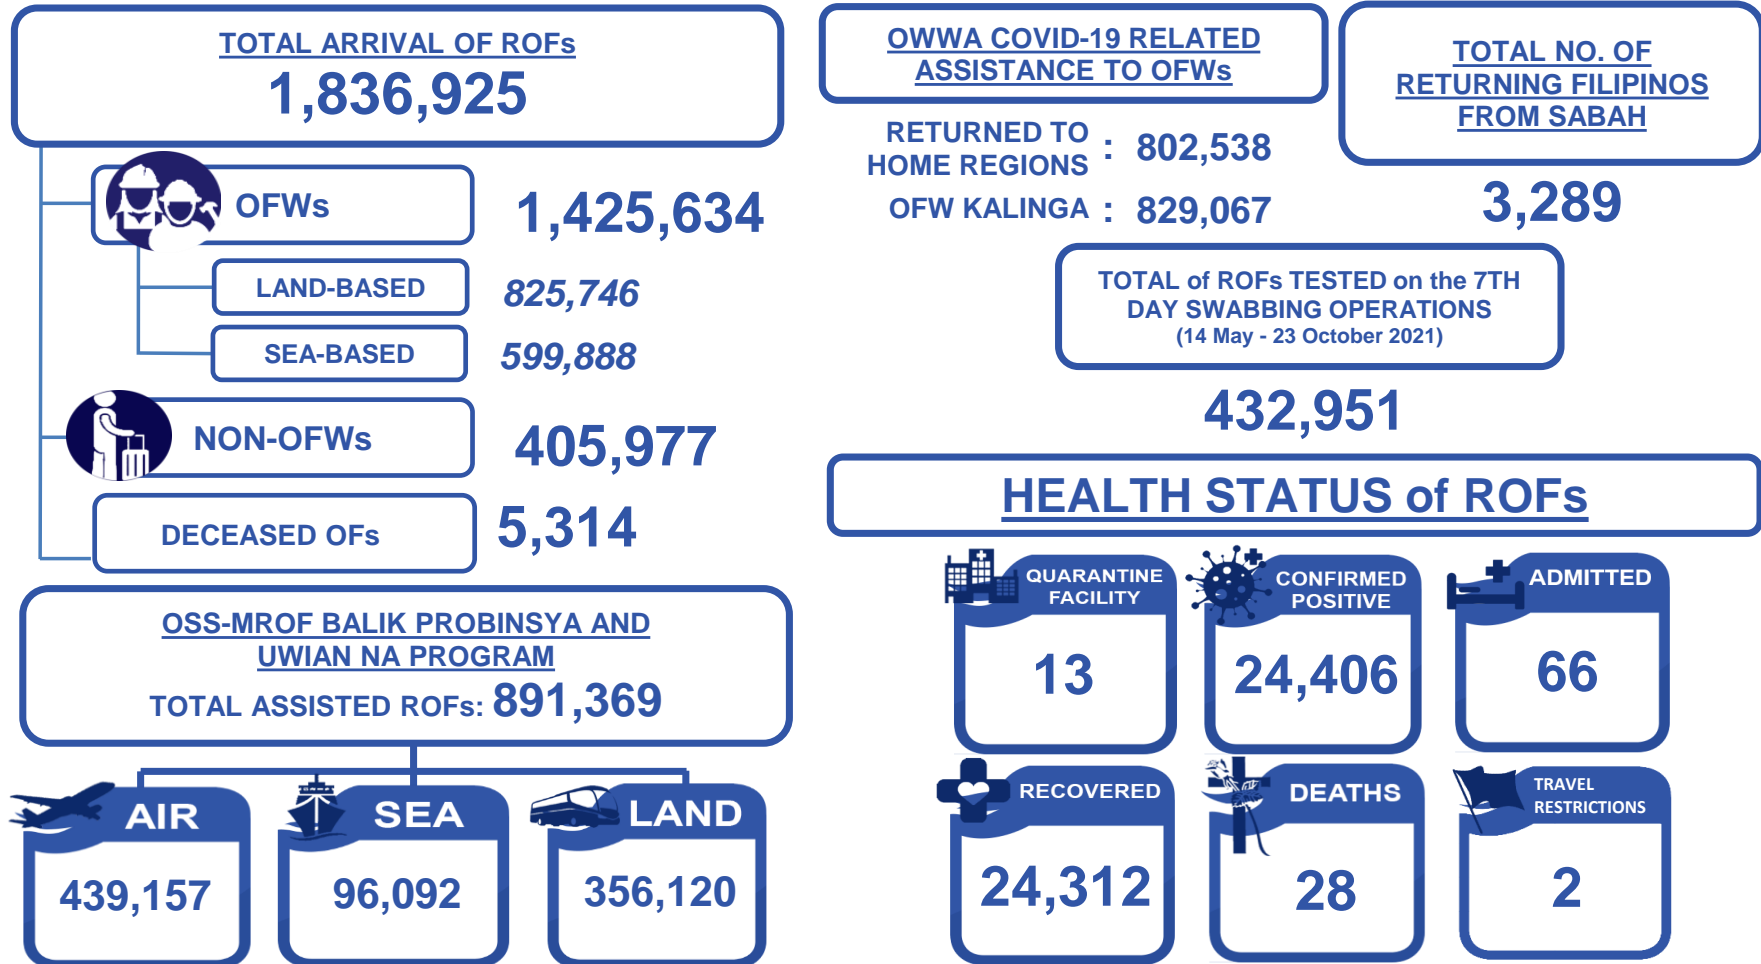 TOTAL ARRIVAL OF ROFs
1,836,925
OFWs
1,425,634
LAND-BASED
825,746
SEA-BASED
599,888
NON-OFWs
405,977
DECEASED OFs
5,314
OSS-MROF BALIK PROBINSYA AND
UWIAN NA PROGRAM
TOTAL ASSISTED ROFs: 891,369
AIR
439,157
SEA
96,092
LAND
356,120
OWWA COVID-19 RELATED
ASSISTANCE TO OFWs
RETURNED TO
HOME REGIONS : 802,538
OFW KALINGA : 829,067
TOTAL NO. OF
RETURNING FILIPINOS
FROM SABAH
3,289
TOTAL of ROFs TESTED on the 7TH
DAY SWABBING OPERATIONS
(14 May - 23 October 2021)
432,951
HEALTH STATUS of ROFs
QUARANTINE
FACILITY
13
CONFIRMED
POSITIVE
24,406
ADMITTED
66
RECOVERED
24,312
DEATHS
28
TRAVEL
RESTRICTIONS
2